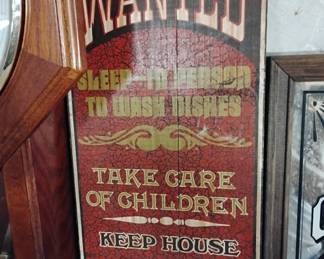 WANTED
SLEEP-IN PERSON
TO WASH DISHES
TAKE CARE
OF CHILDREN
KEEP HOUSE